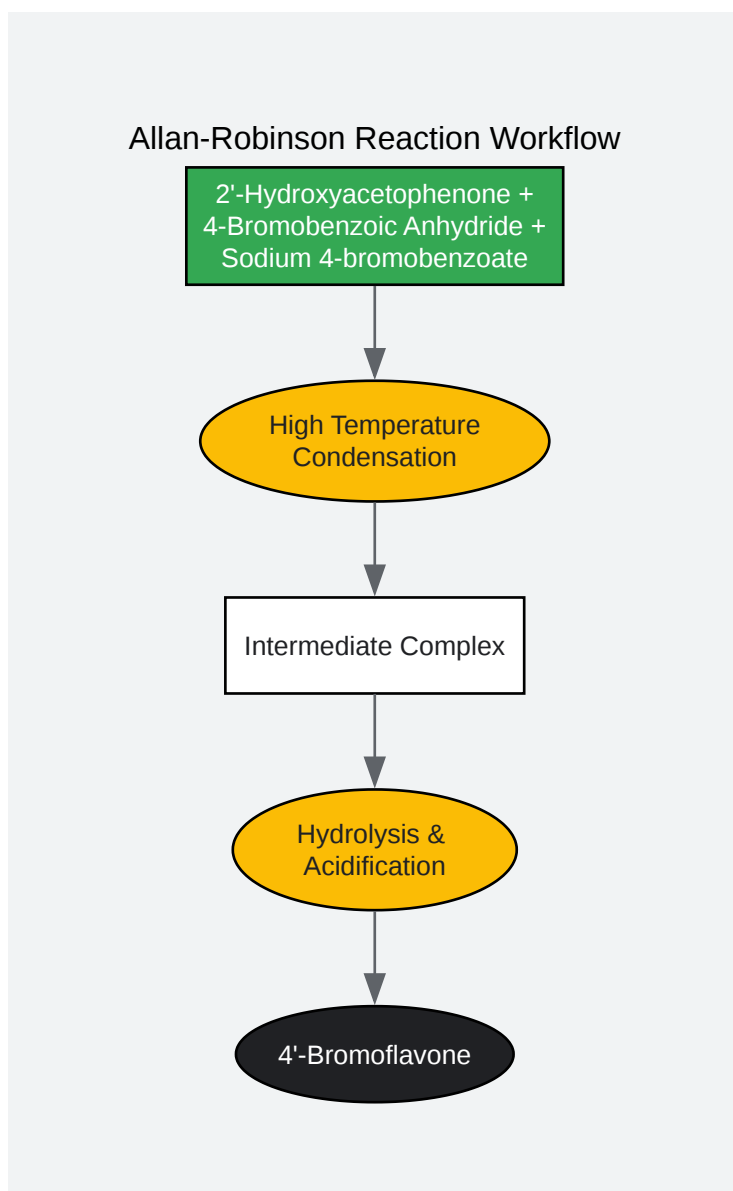 Allan-Robinson Reaction Workflow
2'-Hydroxyacetophenone +
4-Bromobenzoic Anhydride +
Sodium 4-bromobenzoate
High Temperature
Condensation
Intermediate Complex
Hydrolysis &
Acidification
4'-Bromoflavone